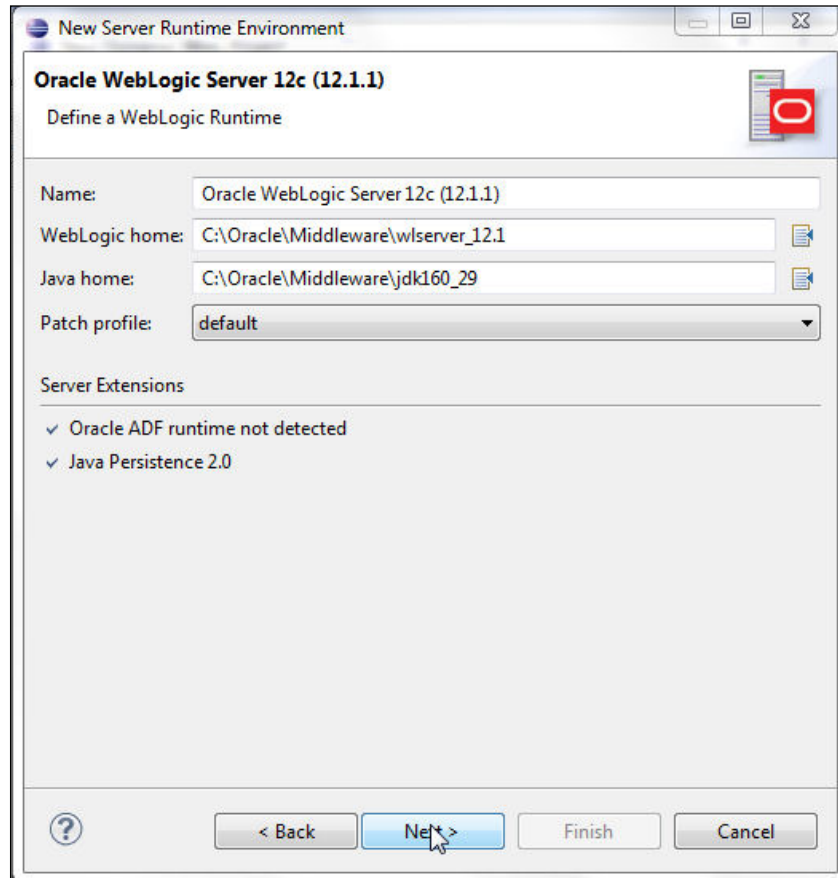 New Server Runtime Environment
Oracle WebLogic Server 12c (12.1.1)
Define a WebLogic Runtime
Name: Oracle WebLogic Server 12c (12.1.1)
WebLogic home: C:\Oracle\Middleware\wlserver_12.1
Java home: C:\Oracle\Middleware\jdk160_29
Patch profile: default
Server Extensions
Oracle ADF runtime not detected
Java Persistence 2.0
? < Back Next > Finish Cancel